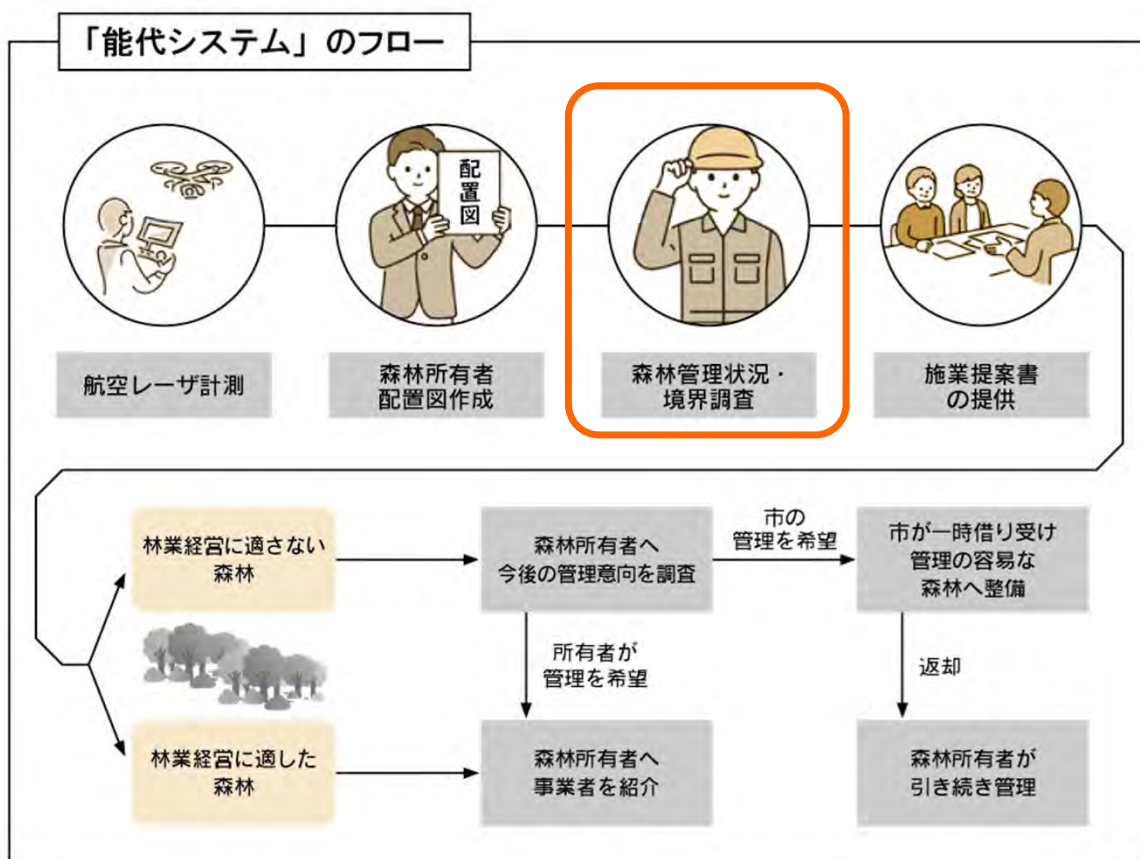 「能代システム」のフロー
配置図
航空レーザ計測
森林所有者
配置図作成
森林管理状況・
境界調査
施業提案書
の提供
林業経営に適さない
森林
森林所有者へ
今後の管理意向を調査
市の
管理を希望
市が一時借り受け
管理の容易な
森林へ整備
所有者が
管理を希望
返却
林業経営に適した
森林
森林所有者へ
事業者を紹介
森林所有者が
引き続き管理